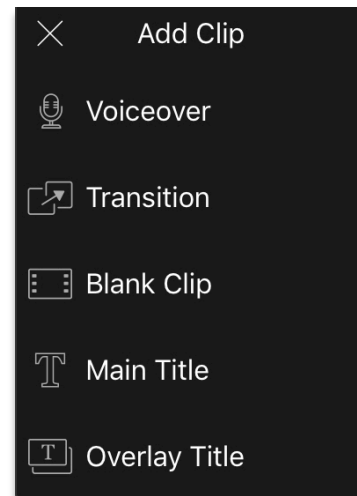 Add Clip
Voiceover
Transition
Blank Clip
T Main Title
T Overlay Title